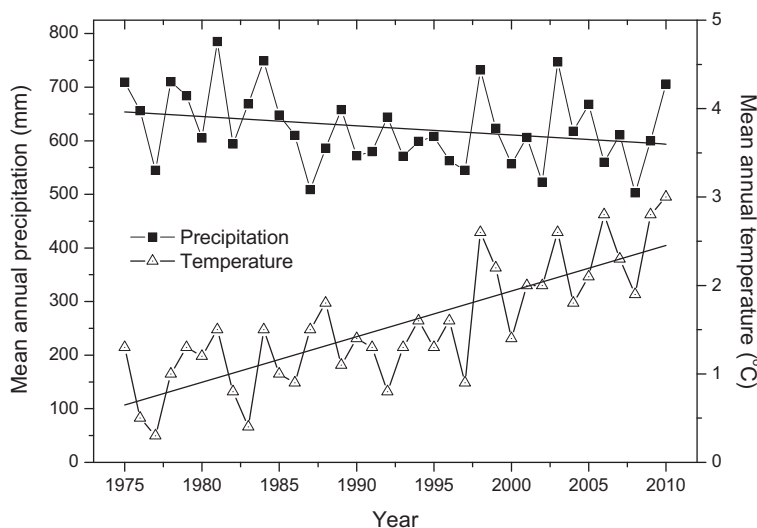 800
700
600
500
400
300
200
100
0
Mean annual precipitation (mm)
Precipitation
Temperature
5
4
3
2
1
0
Mean annual temperature (°C)
1975 1980 1985 1990 1995 2000 2005 2010
Year